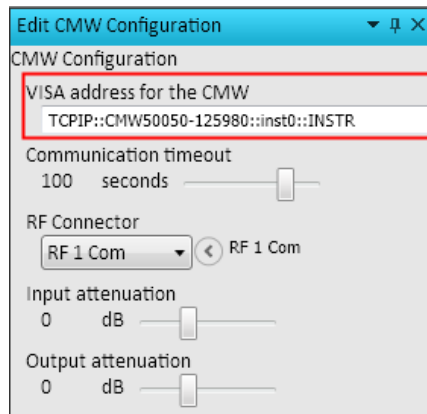 Edit CMW Configuration
CMW Configuration
VISA address for the CMW
TCPIP::CMW50050-125980::inst0::INSTR
Communication timeout
100 seconds
RF Connector
RF 1 Com RF 1 Com
Input attenuation
0 dB
Output attenuation
0 dB